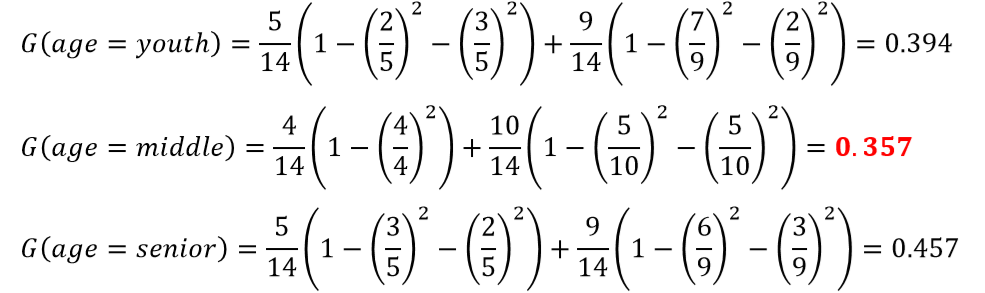 G(age = youth) = 5/14 (1 − (2/5)² − (3/5)²) + 9/14 (1 − (7/9)² − (2/9)²) = 0.394
G(age = middle) = 4/14 (1 − (4/4)²) + 10/14 (1 − (5/10)² − (5/10)²) = 0.357
G(age = senior) = 5/14 (1 − (3/5)² − (2/5)²) + 9/14 (1 − (6/9)² − (3/9)²) = 0.457